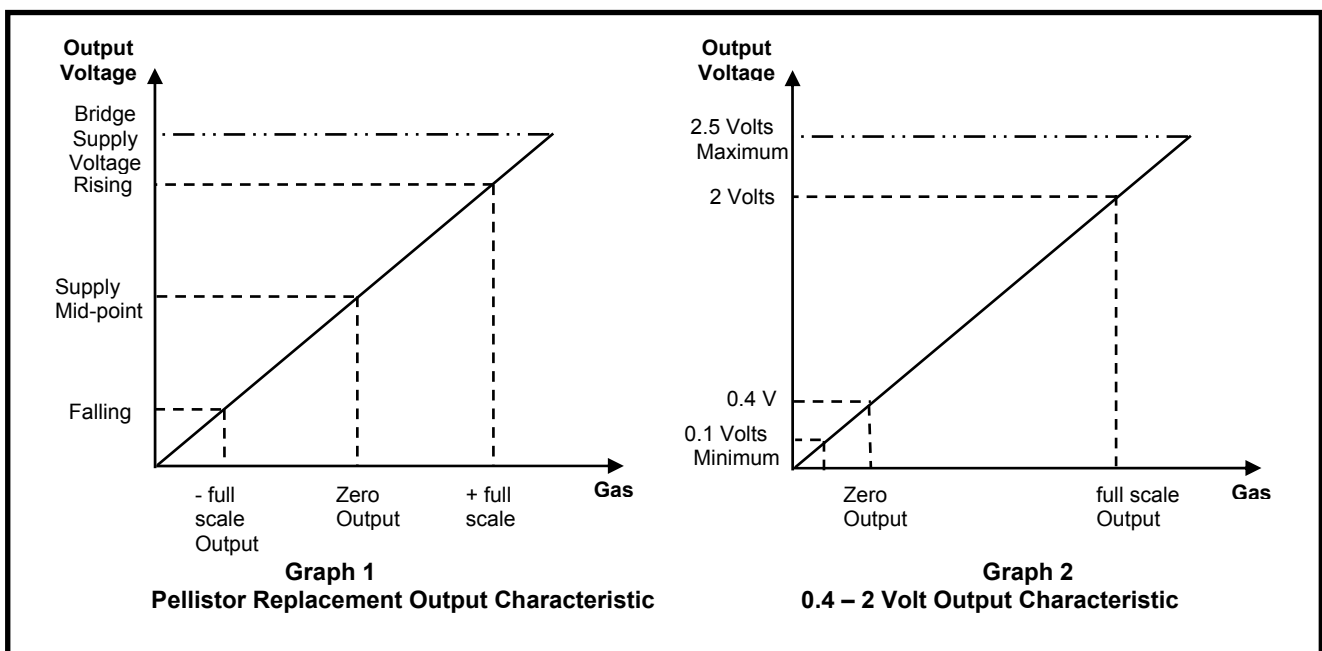 Output
Voltage
Bridge
Supply
Voltage
Rising
Supply
Mid-point
Falling
- full
scale
Output
Zero
Output
+ full
scale
Gas
Graph 1
Pellistor Replacement Output Characteristic
Output
Voltage
2.5 Volts
Maximum
2 Volts
0.4 V
0.1 Volts
Minimum
Zero
Output
full scale
Output
Gas
Graph 2
0.4 – 2 Volt Output Characteristic